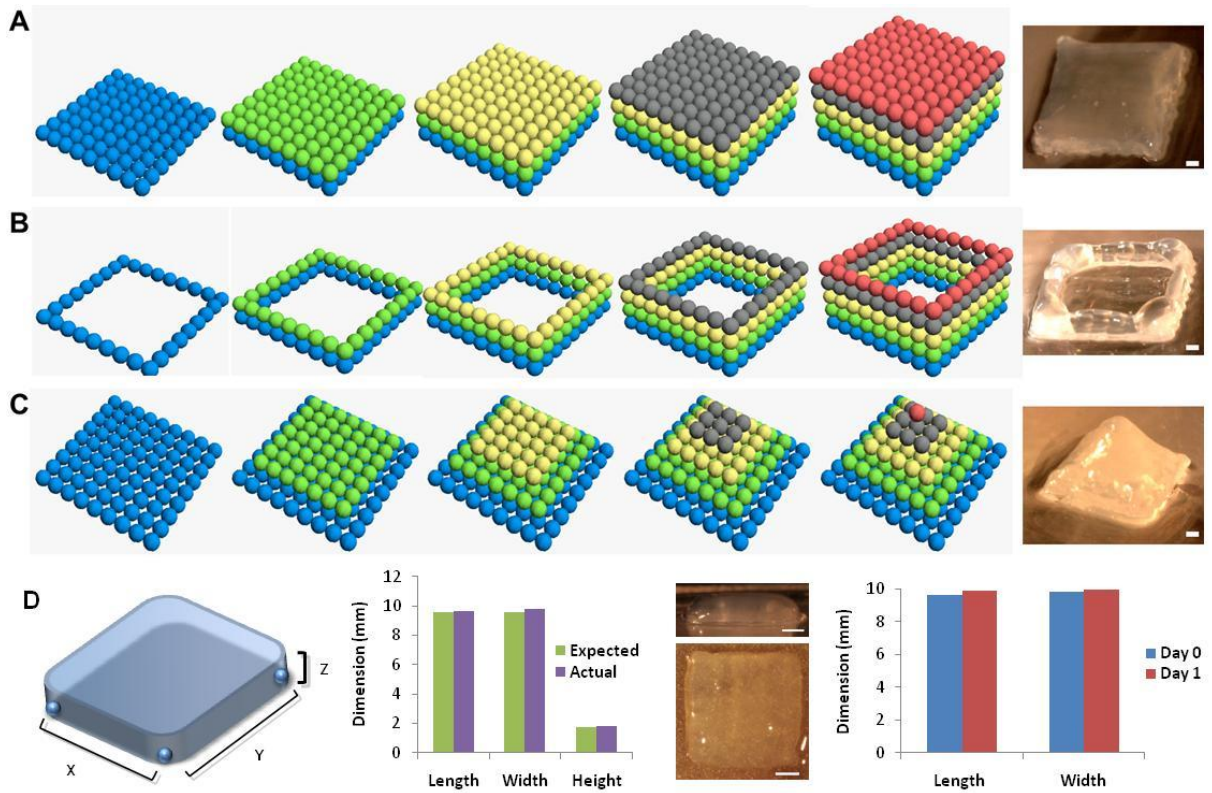 A
B
C
D
X
Y
Z
Dimension (mm)
12
10
8
6
4
2
0
Length Width Height
Expected
Actual
Dimension (mm)
10
8
6
4
2
0
Length Width
Day 0
Day 1